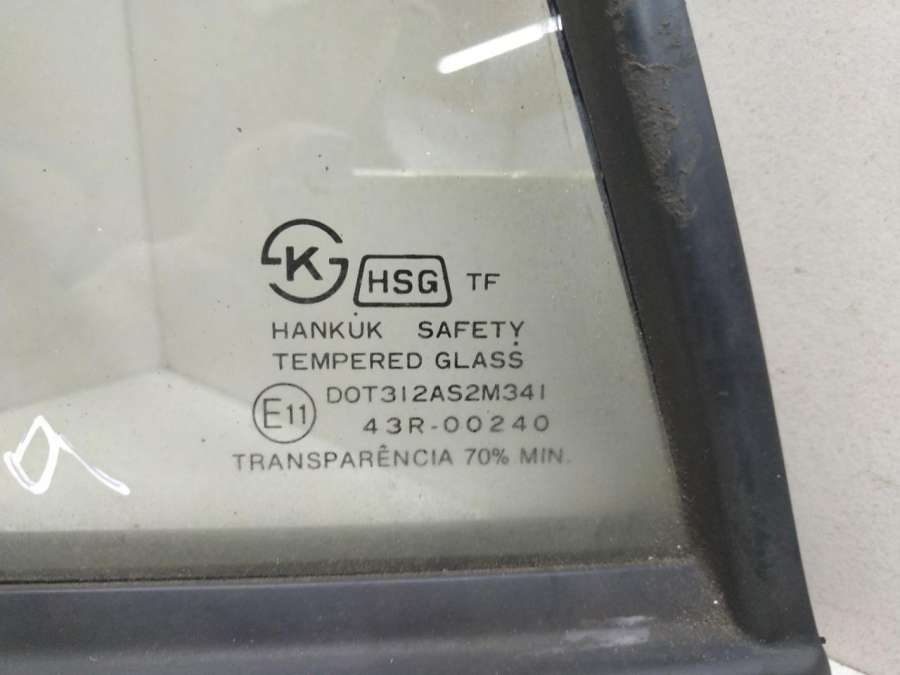 K HSG TF
HANKUK SAFETY
TEMPERED GLASS
DOT312AS2M341
E11 43R-00240
TRANSPARÊNCIA 70% MIN.